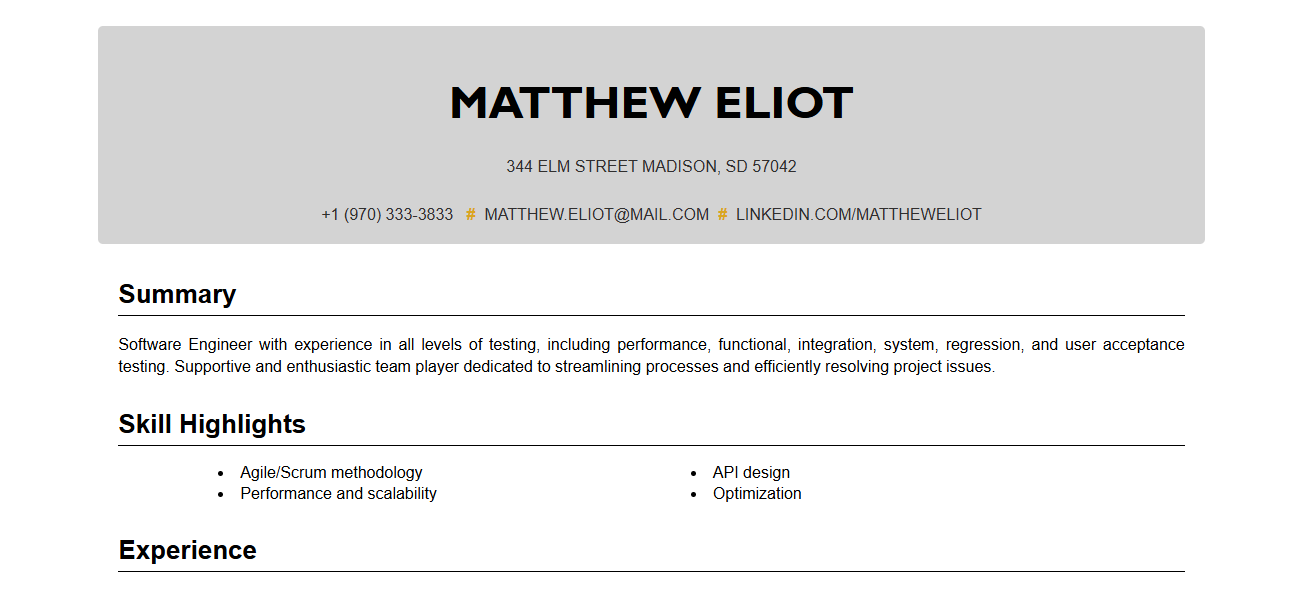 MATTHEW ELIOT
344 ELM STREET MADISON, SD 57042
+1 (970) 333-3833 # MATTHEW.ELIOT@MAIL.COM # LINKEDIN.COM/MATTHEWELIOT
Summary
Software Engineer with experience in all levels of testing, including performance, functional, integration, system, regression, and user acceptance
testing. Supportive and enthusiastic team player dedicated to streamlining processes and efficiently resolving project issues.
Skill Highlights
• Agile/Scrum methodology
• Performance and scalability
• API design
• Optimization
Experience